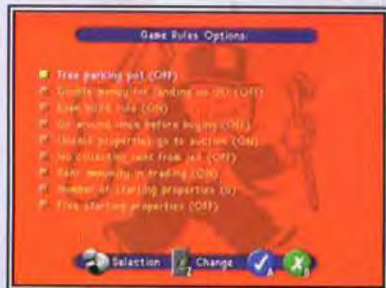 Game Rules Options:
Free parking pot (OFF)
Double money for landing on GO (OFF)
Even build rule (ON)
Go around once before buying (OFF)
Unsold properties go to auction (ON)
No collecting rent from jail (OFF)
Rent immunity in trading (ON)
Number of starting properties (0)
Free starting properties (OFF)
Selection Z Change A B